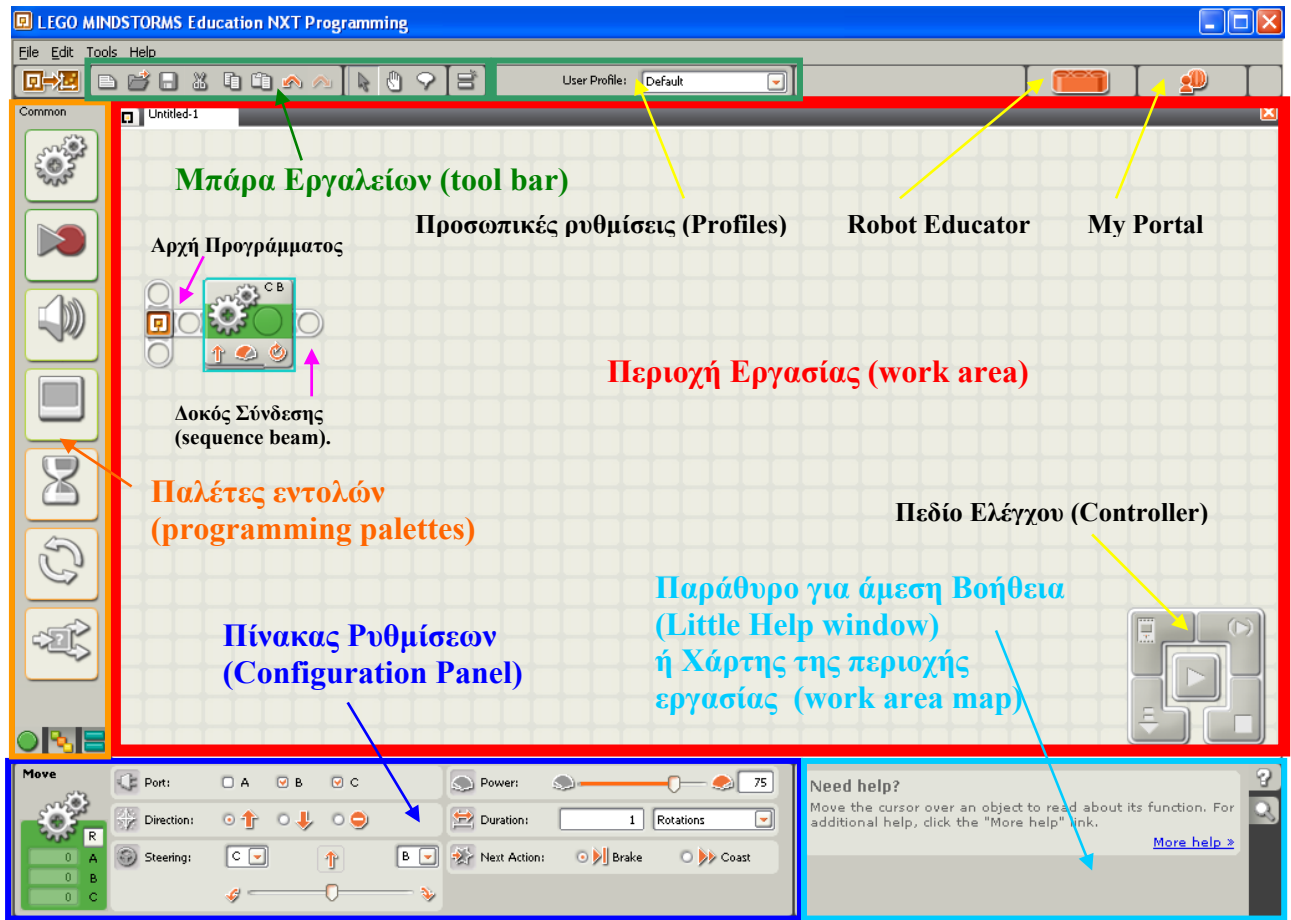 LEGO MINDSTORMS Education NXT Programming
File Edit Tools Help
User Profile: Default
Common
Untitled-1
Μπάρα Εργαλείων (tool bar)
Προσωπικές ρυθμίσεις (Profiles)
Robot Educator
My Portal
Αρχή Προγράμματος
C B
Δοκός Σύνδεσης
(sequence beam).
Περιοχή Εργασίας (work area)
Παλέτες εντολών
(programming palettes)
Πεδίο Ελέγχου (Controller)
Παράθυρο για άμεση Βοήθεια
(Little Help window)
ή Χάρτης της περιοχής
εργασίας (work area map)
Πίνακας Ρυθμίσεων
(Configuration Panel)
Move
R
0 A
0 B
0 C
Port: A B C
Direction:
Steering: C B
Power: 75
Duration: 1 Rotations
Next Action: Brake Coast
Need help?
Move the cursor over an object to read about its function. For
additional help, click the "More help" link.
More help »
?